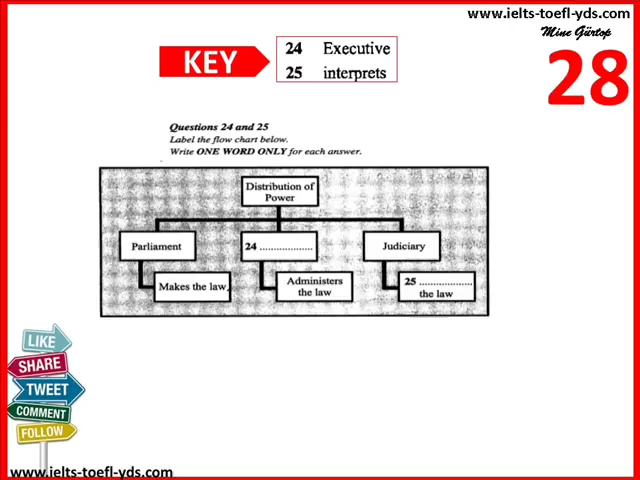 www.ielts-toefl-yds.com
Mine Gürtop
28
KEY
24 Executive
25 interprets
Questions 24 and 25
Label the flow chart below.
Write ONE WORD ONLY for each answer.
Distribution of
Power
Parliament
24 ...................
Judiciary
Makes the law
Administers
the law
25 ...................
the law
LIKE
SHARE
TWEET
COMMENT
FOLLOW
www.ielts-toefl-yds.com